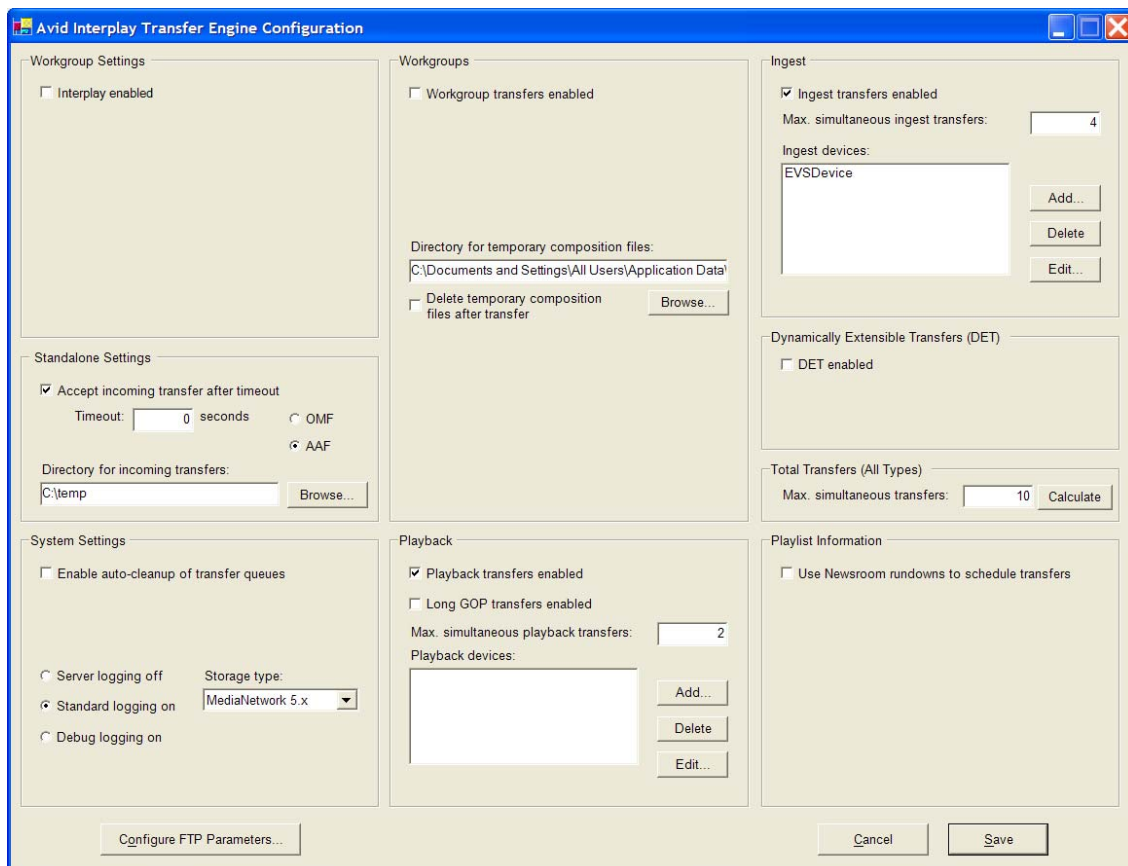 Avid Interplay Transfer Engine Configuration
Workgroup Settings
Interplay enabled
Standalone Settings
Accept incoming transfer after timeout
Timeout: 0 seconds
OMF
AAF
Directory for incoming transfers:
C:\temp
Browse...
System Settings
Enable auto-cleanup of transfer queues
Server logging off
Standard logging on
Debug logging on
Storage type:
MediaNetwork 5.x
Workgroups
Workgroup transfers enabled
Directory for temporary composition files:
C:\Documents and Settings\All Users\Application Data\
Delete temporary composition
files after transfer
Browse...
Playback
Playback transfers enabled
Long GOP transfers enabled
Max. simultaneous playback transfers: 2
Playback devices:
Add...
Delete
Edit...
Ingest
Ingest transfers enabled
Max. simultaneous ingest transfers: 4
Ingest devices:
EVSDevice
Add...
Delete
Edit...
Dynamically Extensible Transfers (DET)
DET enabled
Total Transfers (All Types)
Max. simultaneous transfers: 10 Calculate
Playlist Information
Use Newsroom rundowns to schedule transfers
Configure FTP Parameters...
Cancel
Save